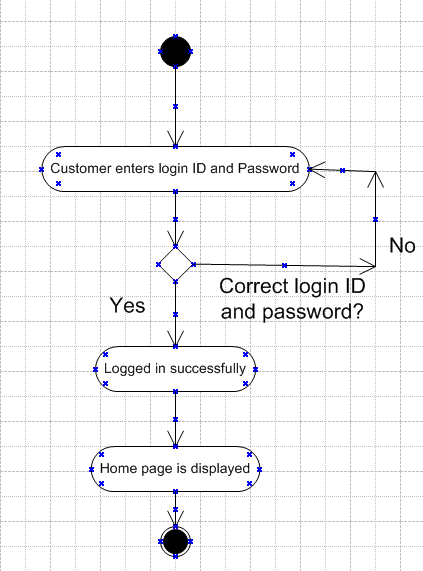 Customer enters login ID and Password
No
Correct login ID
and password?
Yes
Logged in successfully
Home page is displayed